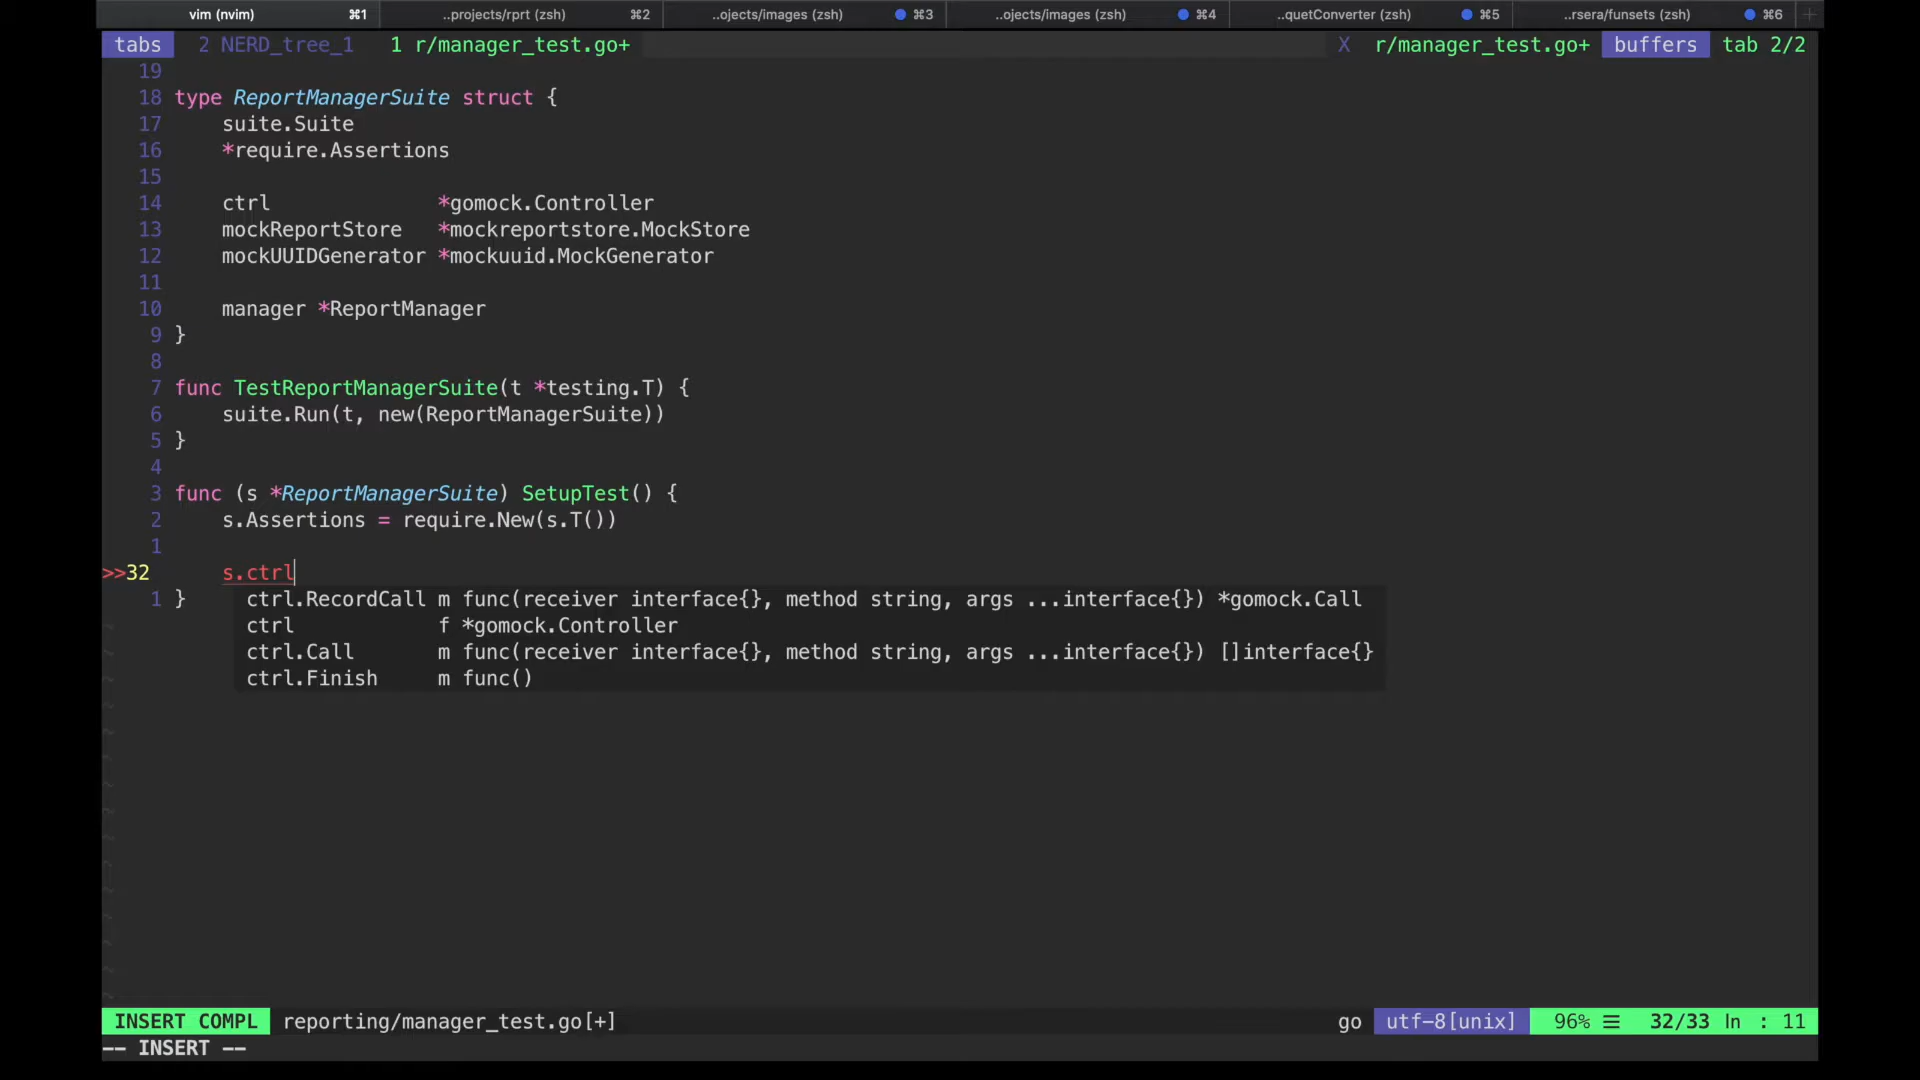 vim (nvim) ⌘1 ..projects/rprt (zsh) ⌘2 ..ojects/images (zsh) ⌘3 ..ojects/images (zsh) ⌘4 ..quetConverter (zsh) ⌘5 ..rsera/funsets (zsh) ⌘6 +
tabs 2 NERD_tree_1 1 r/manager_test.go+ X r/manager_test.go+ buffers tab 2/2
19
18 type ReportManagerSuite struct {
17     suite.Suite
16     *require.Assertions
15
14     ctrl              *gomock.Controller
13     mockReportStore   *mockreportstore.MockStore
12     mockUUIDGenerator *mockuuid.MockGenerator
11
10     manager *ReportManager
9 }
8
7 func TestReportManagerSuite(t *testing.T) {
6     suite.Run(t, new(ReportManagerSuite))
5 }
4
3 func (s *ReportManagerSuite) SetupTest() {
2     s.Assertions = require.New(s.T())
1
>>32     s.ctrl
1 }     ctrl.RecordCall m func(receiver interface{}, method string, args ...interface{}) *gomock.Call
~ ctrl            f *gomock.Controller
~ ctrl.Call       m func(receiver interface{}, method string, args ...interface{}) []interface{}
~ ctrl.Finish     m func()
~
~
~
~
~
~
~
~
~
~
~
~
INSERT COMPL reporting/manager_test.go[+] go utf-8[unix] 96% ☰ 32/33 ln : 11
-- INSERT --